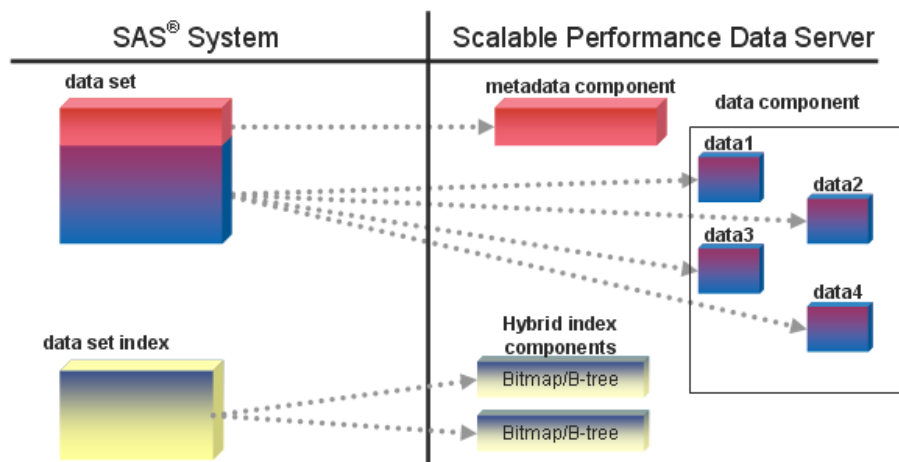 SAS® System
Scalable Performance Data Server
data set
metadata component
data component
data1
data2
data3
data4
data set index
Hybrid index
components
Bitmap/B-tree
Bitmap/B-tree